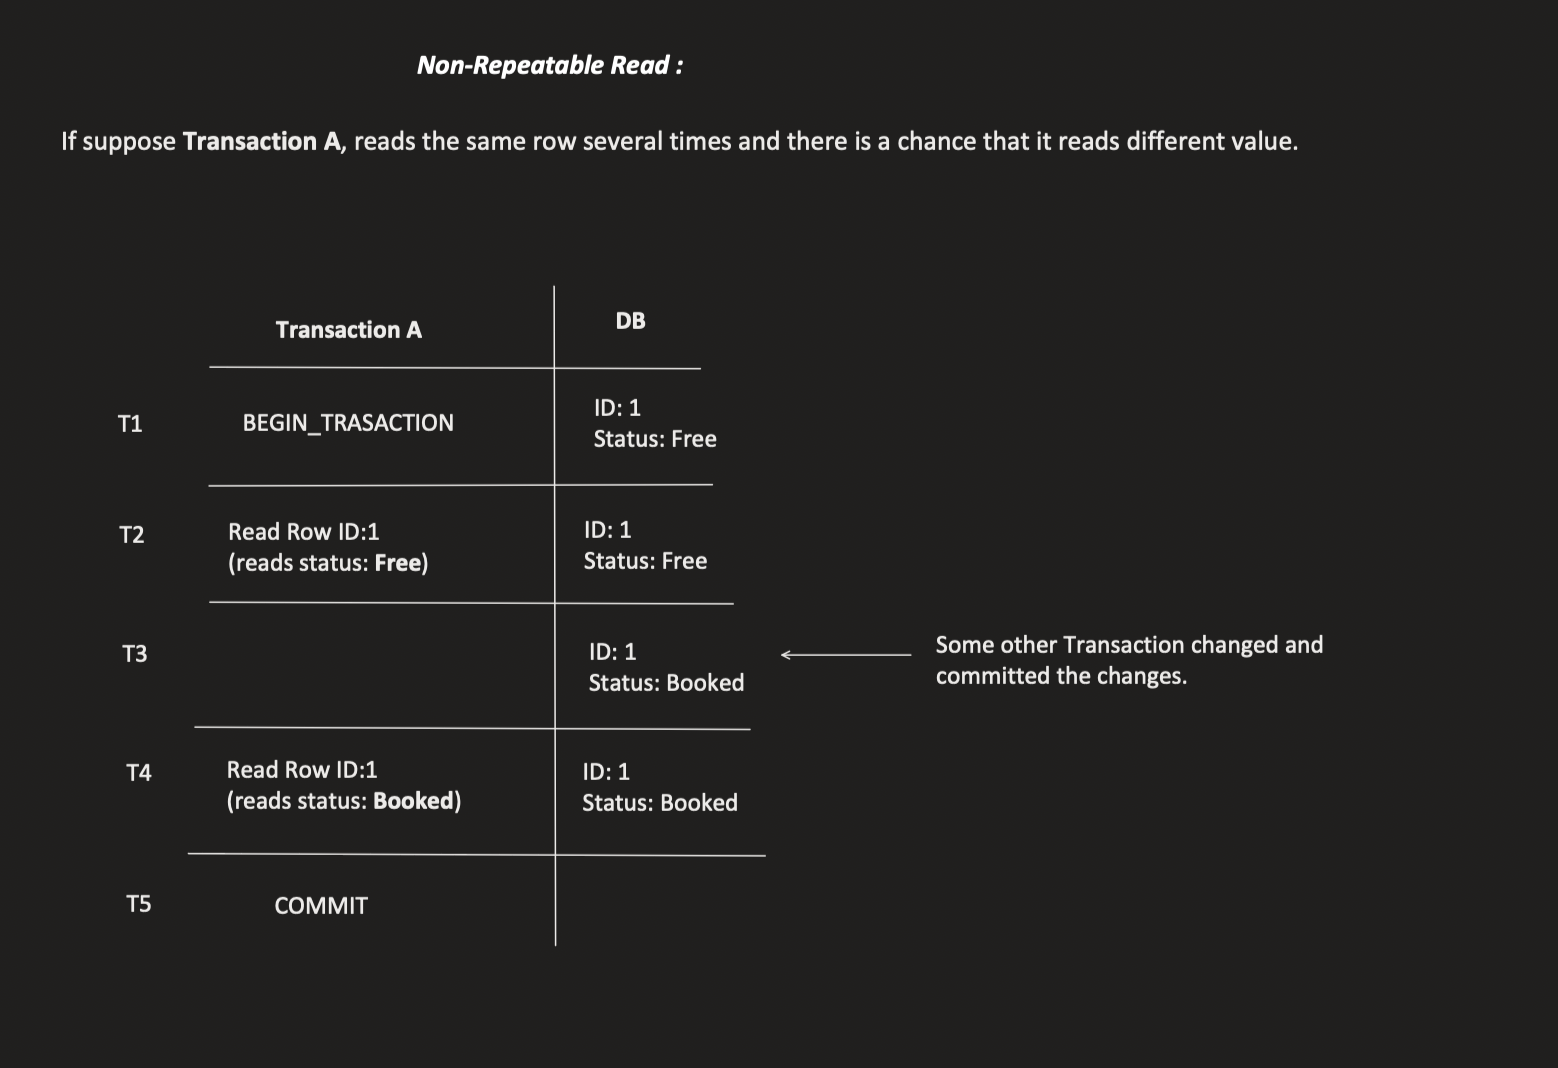 Non-Repeatable Read :
If suppose Transaction A, reads the same row several times and there is a chance that it reads different value.
Transaction A
DB
T1
BEGIN_TRASACTION
ID: 1
Status: Free
T2
Read Row ID:1
(reads status: Free)
ID: 1
Status: Free
T3
ID: 1
Status: Booked
Some other Transaction changed and
committed the changes.
T4
Read Row ID:1
(reads status: Booked)
ID: 1
Status: Booked
T5
COMMIT